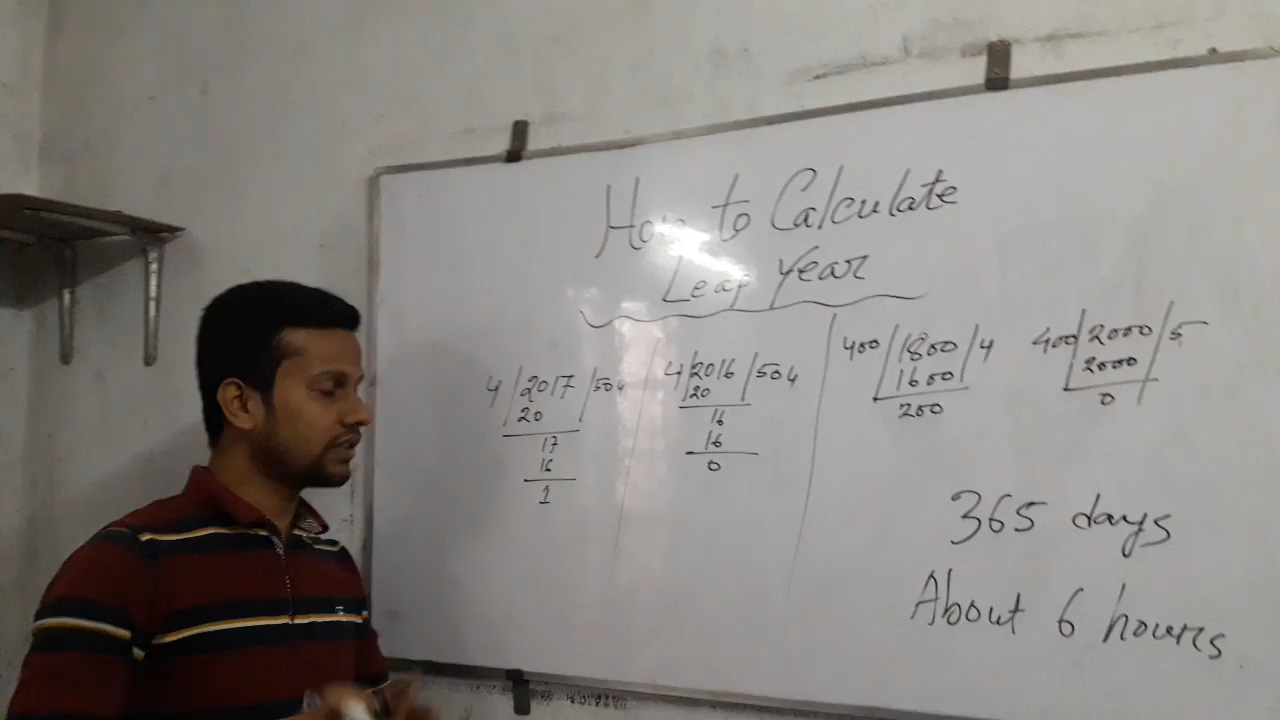 How to Calculate
Leap Year
4 / 2017 / 504
20
17
16
1
4 / 2016 / 504
20
16
16
0
400 / 1800 / 4
1600
200
400 / 2000 / 5
2000
0
365 days
About 6 hours